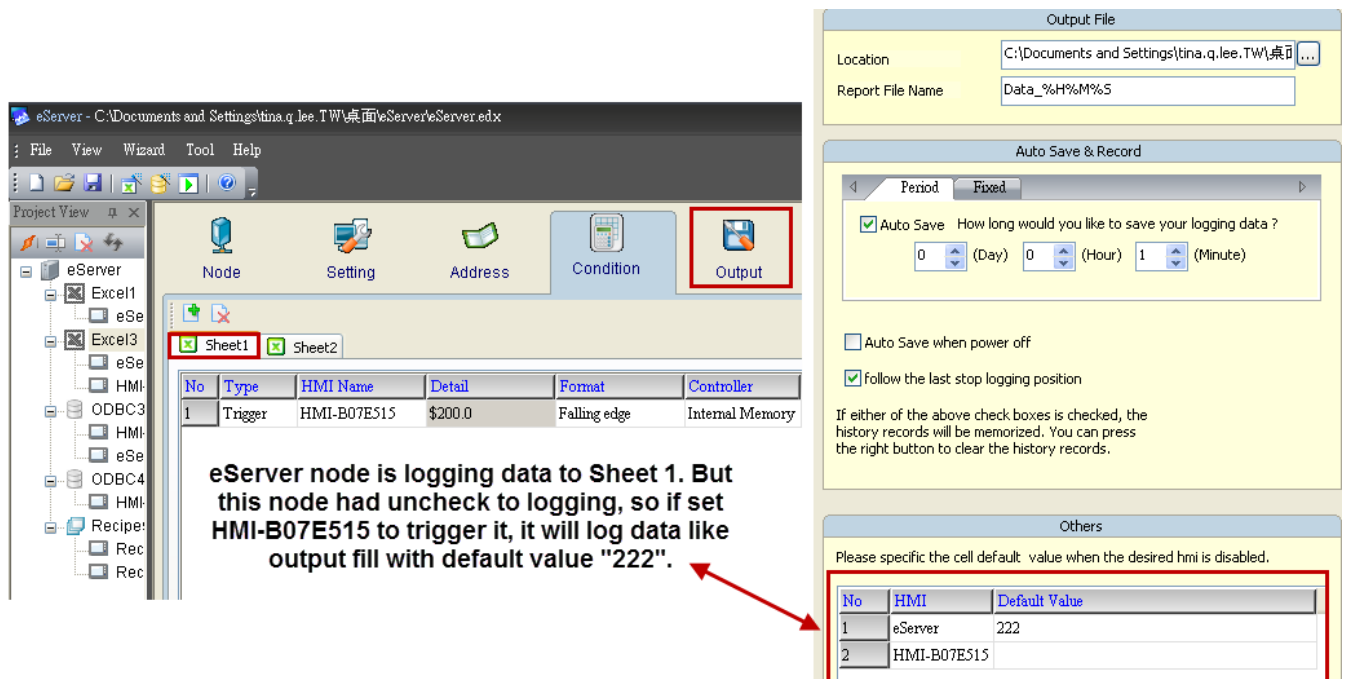 eServer - C:\Documents and Settings\tina.q.lee.TW\桌面\eServer\eServer.edx
File View Wizard Tool Help
Project View
eServer
Excel1
eSe
Excel3
eSe
HMI-
ODBC3
HMI-
eSe
ODBC4
HMI-
Recipe
Rec
Rec
Node Setting Address Condition Output
Sheet1 Sheet2
No Type HMI Name Detail Format Controller
1 Trigger HMI-B07E515 $200.0 Falling edge Internal Memory
eServer node is logging data to Sheet 1. But
this node had uncheck to logging, so if set
HMI-B07E515 to trigger it, it will log data like
output fill with default value "222".
Output File
Location C:\Documents and Settings\tina.q.lee.TW\桌 ...
Report File Name Data_%H%M%S
Auto Save & Record
Period Fixed
Auto Save How long would you like to save your logging data ?
0 (Day) 0 (Hour) 1 (Minute)
Auto Save when power off
follow the last stop logging position
If either of the above check boxes is checked, the
history records will be memorized. You can press
the right button to clear the history records.
Others
Please specific the cell default value when the desired hmi is disabled.
No HMI Default Value
1 eServer 222
2 HMI-B07E515